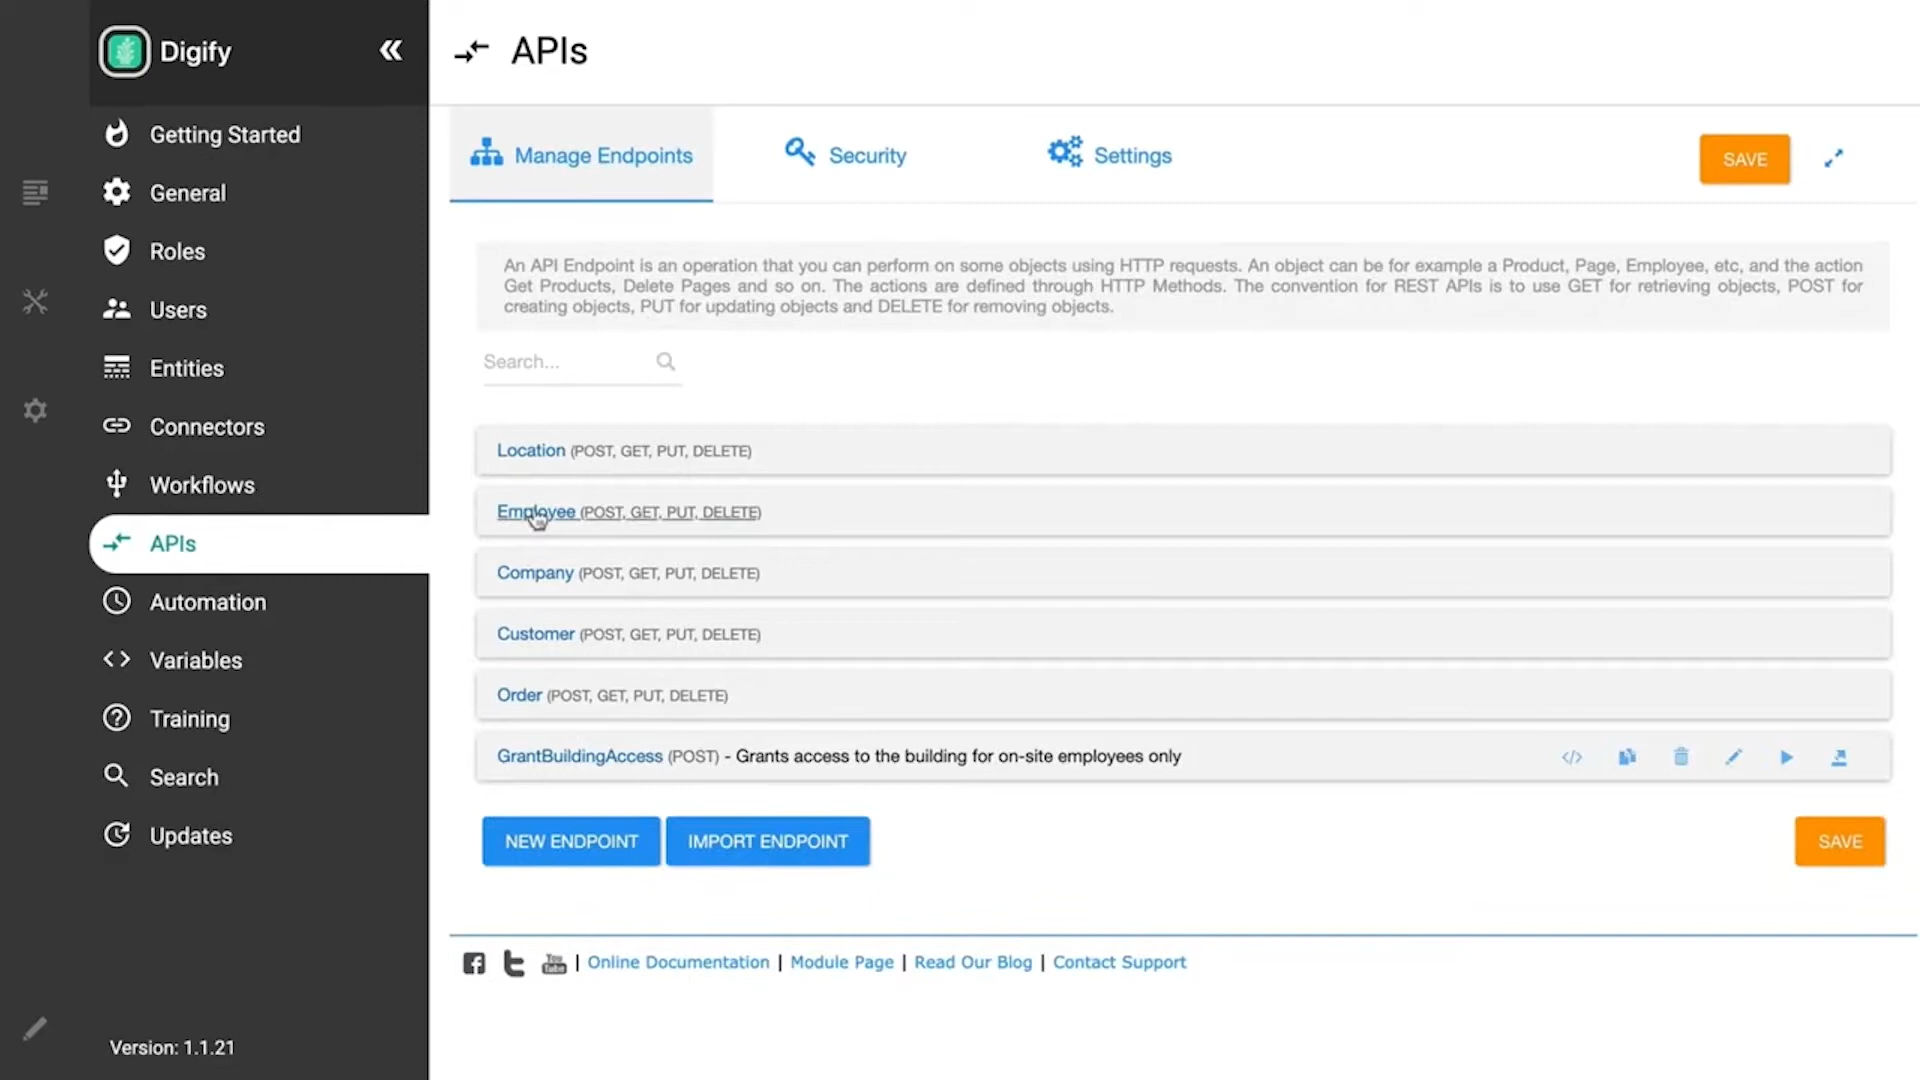 Digify
Getting Started
General
Roles
Users
Entities
Connectors
Workflows
APIs
Automation
Variables
Training
Search
Updates
Version: 1.1.21
APIs
Manage Endpoints
Security
Settings
SAVE
An API Endpoint is an operation that you can perform on some objects using HTTP requests. An object can be for example a Product, Page, Employee, etc, and the action
Get Products, Delete Pages and so on. The actions are defined through HTTP Methods. The convention for REST APIs is to use GET for retrieving objects, POST for
creating objects, PUT for updating objects and DELETE for removing objects.
Search...
Location (POST, GET, PUT, DELETE)
Employee (POST, GET, PUT, DELETE)
Company (POST, GET, PUT, DELETE)
Customer (POST, GET, PUT, DELETE)
Order (POST, GET, PUT, DELETE)
GrantBuildingAccess (POST) - Grants access to the building for on-site employees only
NEW ENDPOINT
IMPORT ENDPOINT
SAVE
You Tube | Online Documentation | Module Page | Read Our Blog | Contact Support